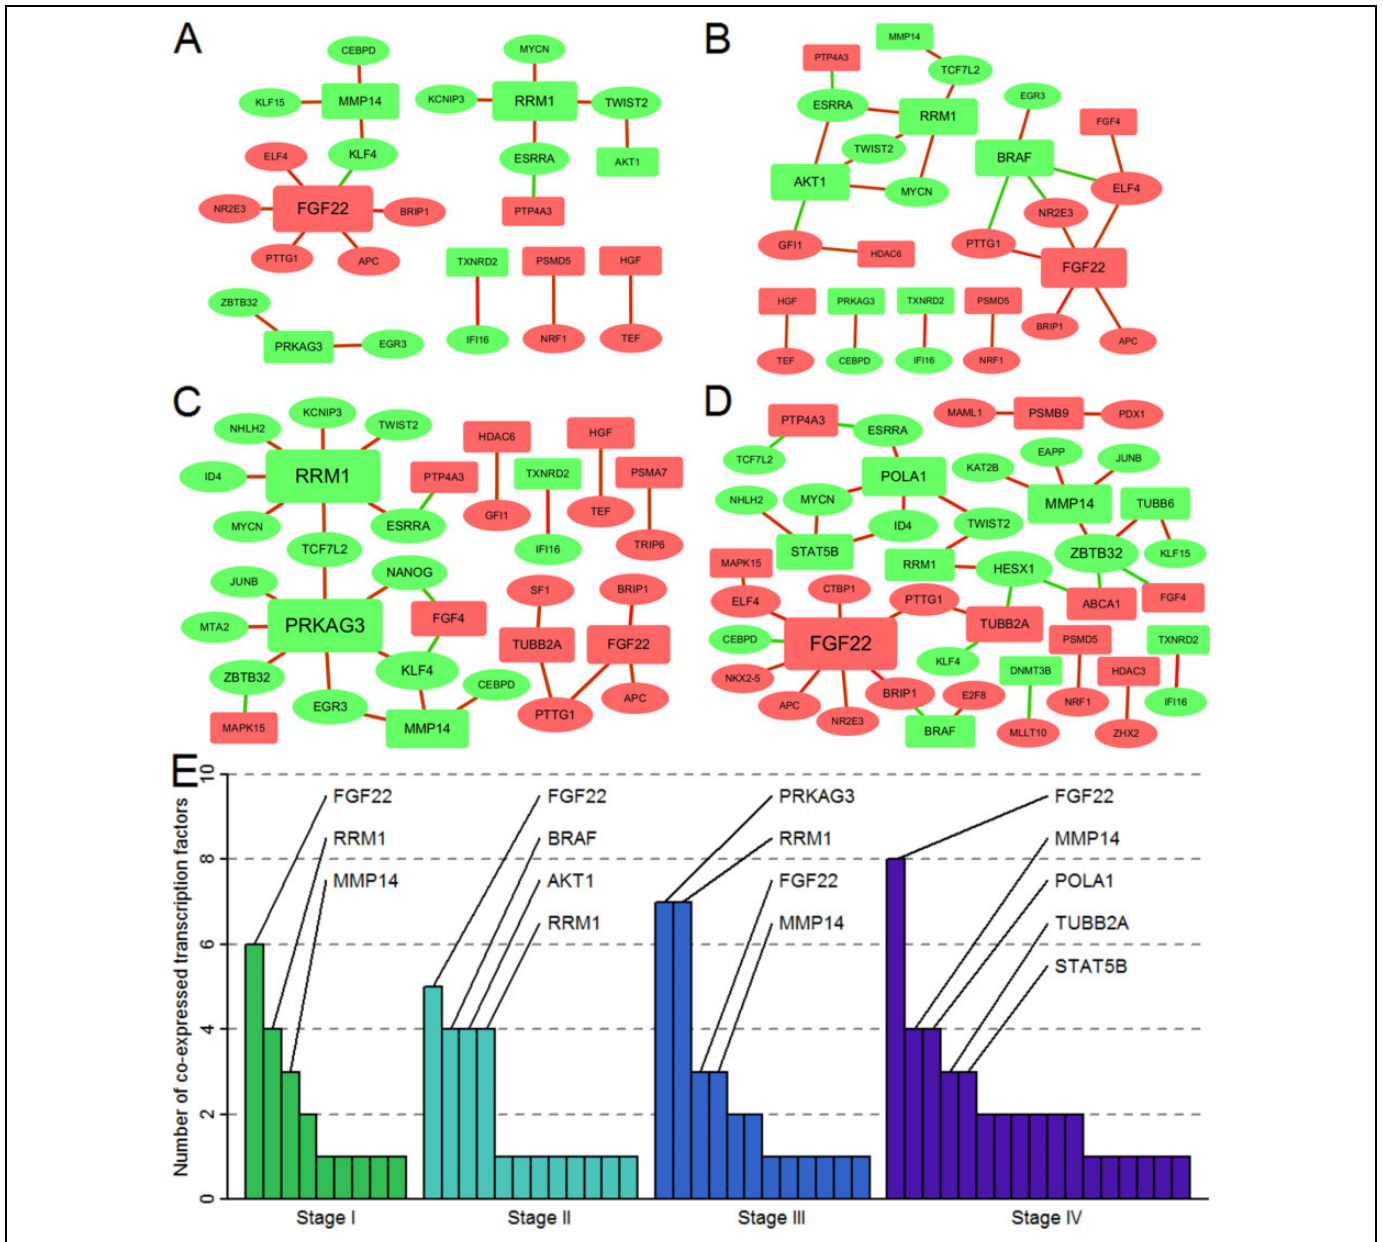 A
CEBPD
KLF15
MMP14
KLF4
ELF4
NR2E3
FGF22
BRIP1
PTTG1
APC
MYCN
KCNIP3
RRM1
TWIST2
ESRRA
AKT1
PTP4A3
ZBTB32
PRKAG3
EGR3
TXNRD2
PSMD5
HGF
IFI16
NRF1
TEF
B
MMP14
PTP4A3
TCF7L2
ESRRA
RRM1
TWIST2
AKT1
MYCN
GFI1
HDAC6
EGR3
FGF4
BRAF
ELF4
NR2E3
PTTG1
FGF22
BRIP1
APC
HGF
PRKAG3
TXNRD2
PSMD5
TEF
CEBPD
IFI16
NRF1
C
KCNIP3
NHLH2
TWIST2
ID4
RRM1
PTP4A3
MYCN
ESRRA
TCF7L2
HDAC6
HGF
TXNRD2
PSMA7
GFI1
TEF
IFI16
TRIP6
JUNB
NANOG
MTA2
PRKAG3
FGF4
ZBTB32
KLF4
CEBPD
EGR3
MAPK15
MMP14
SF1
BRIP1
TUBB2A
FGF22
APC
PTTG1
D
PTP4A3
ESRRA
TCF7L2
POLA1
NHLH2
MYCN
ID4
TWIST2
STAT5B
RRM1
HESX1
MAML1
PSMB9
PDX1
EAPP
KAT2B
JUNB
MMP14
TUBB6
ZBTB32
KLF15
ABCA1
FGF4
MAPK15
ELF4
CTBP1
PTTG1
TUBB2A
CEBPD
FGF22
KLF4
NKX2-5
APC
NR2E3
BRIP1
E2F8
BRAF
DNMT3B
PSMD5
HDAC3
TXNRD2
MLLT10
NRF1
ZHX2
IFI16
E
Number of co-expressed transcription factors
10
8
6
4
2
0
FGF22
RRM1
MMP14
FGF22
BRAF
AKT1
RRM1
PRKAG3
RRM1
FGF22
MMP14
FGF22
MMP14
POLA1
TUBB2A
STAT5B
Stage I
Stage II
Stage III
Stage IV